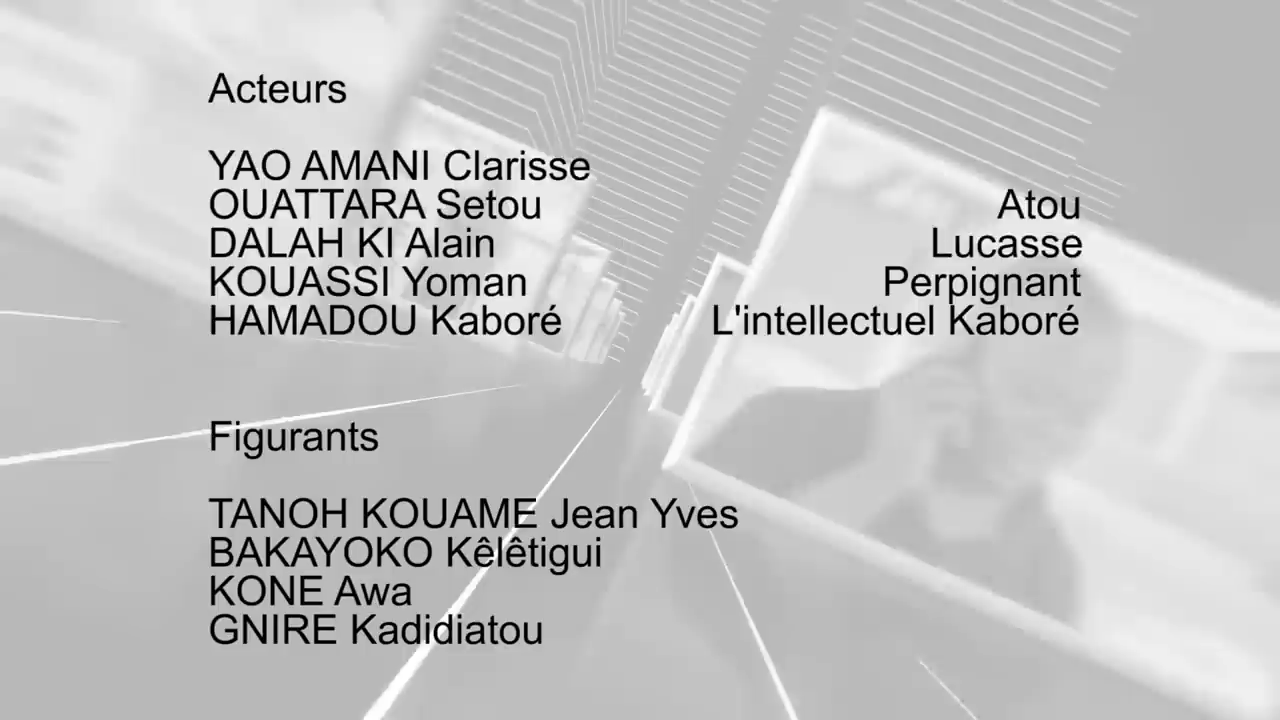 Acteurs
YAO AMANI Clarisse
OUATTARA Setou Atou
DALAH KI Alain Lucasse
KOUASSI Yoman Perpignant
HAMADOU Kaboré L'intellectuel Kaboré
Figurants
TANOH KOUAME Jean Yves
BAKAYOKO Kêlêtigui
KONE Awa
GNIRE Kadidiatou